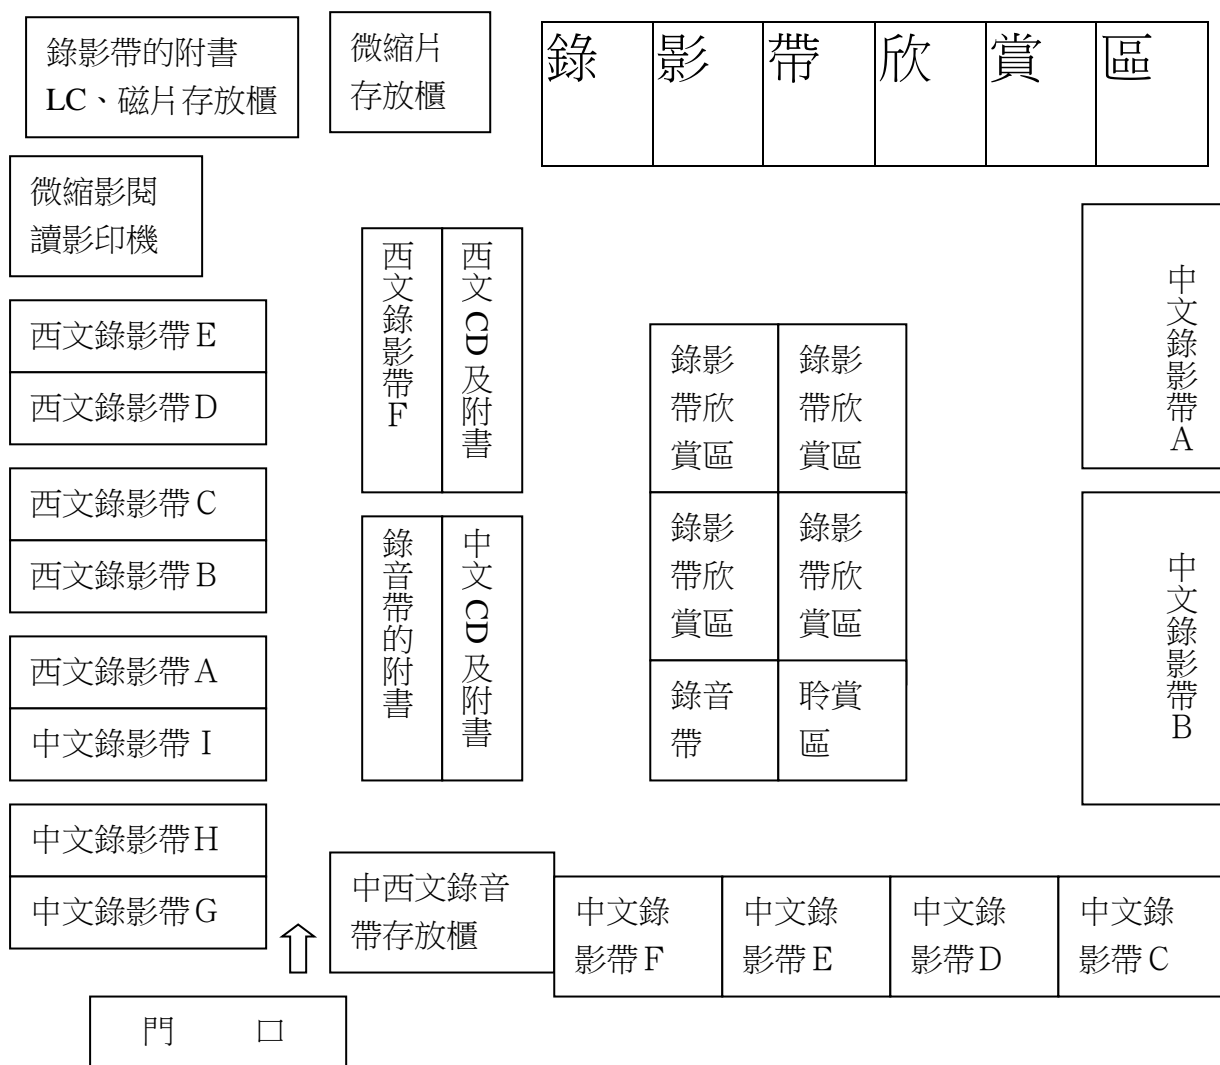 錄影帶的附書
LC、磁片存放櫃
微縮片
存放櫃
錄影帶欣賞區
微縮影閱
讀影印機
西文錄影帶E
西文錄影帶D
西文錄影帶C
西文錄影帶B
西文錄影帶A
中文錄影帶I
中文錄影帶H
中文錄影帶G
西文錄影帶F
西文CD及附書
錄音帶的附書
中文CD及附書
錄影
帶欣
賞區
錄影
帶欣
賞區
錄影
帶欣
賞區
錄影
帶欣
賞區
錄音
帶
聆賞
區
中文錄影帶A
中文錄影帶B
中西文錄音
帶存放櫃
中文錄
影帶F
中文錄
影帶E
中文錄
影帶D
中文錄
影帶C
門 口